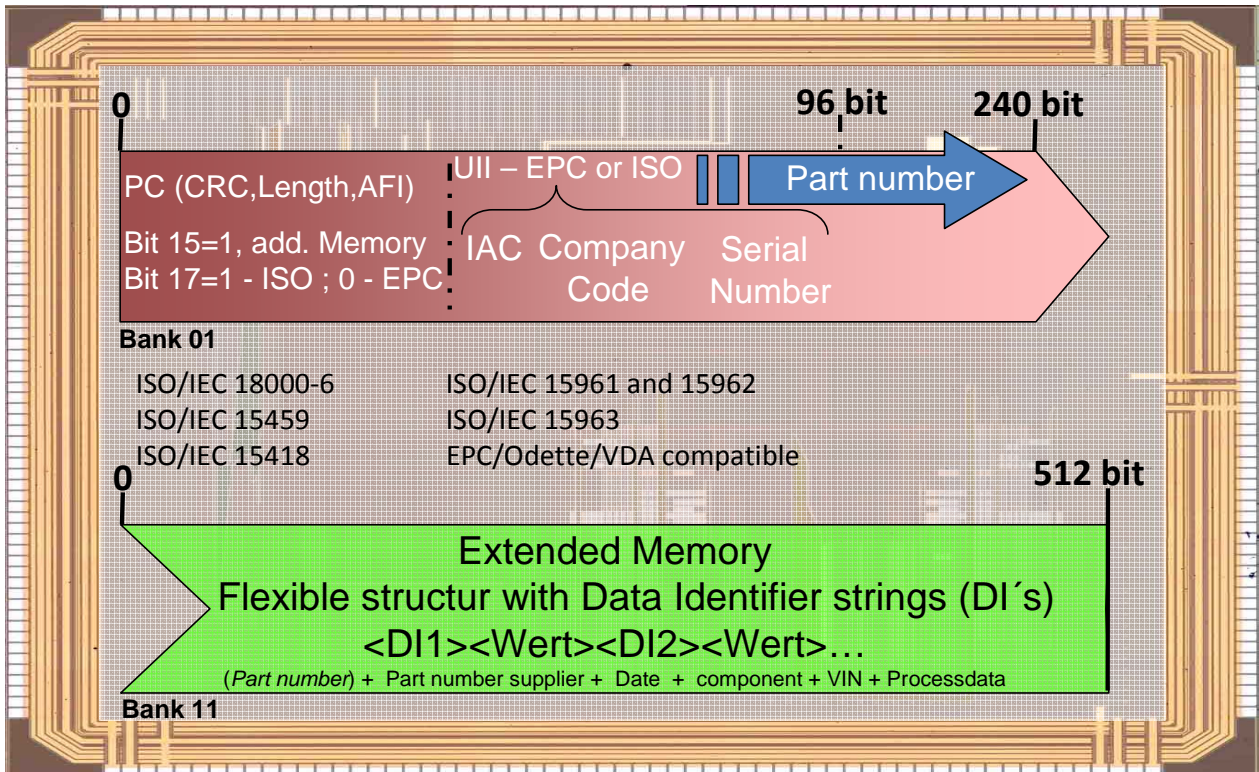 0 96 bit 240 bit
UII – EPC or ISO Part number
PC (CRC,Length,AFI)
Bit 15=1, add. Memory
Bit 17=1 - ISO ; 0 - EPC
IAC Company Code Serial Number
Bank 01
ISO/IEC 18000-6 ISO/IEC 15961 and 15962
ISO/IEC 15459 ISO/IEC 15963
ISO/IEC 15418 EPC/Odette/VDA compatible
0 512 bit
Extended Memory
Flexible structur with Data Identifier strings (DI´s)
<DI1><Wert><DI2><Wert>…
(Part number) + Part number supplier + Date + component + VIN + Processdata
Bank 11